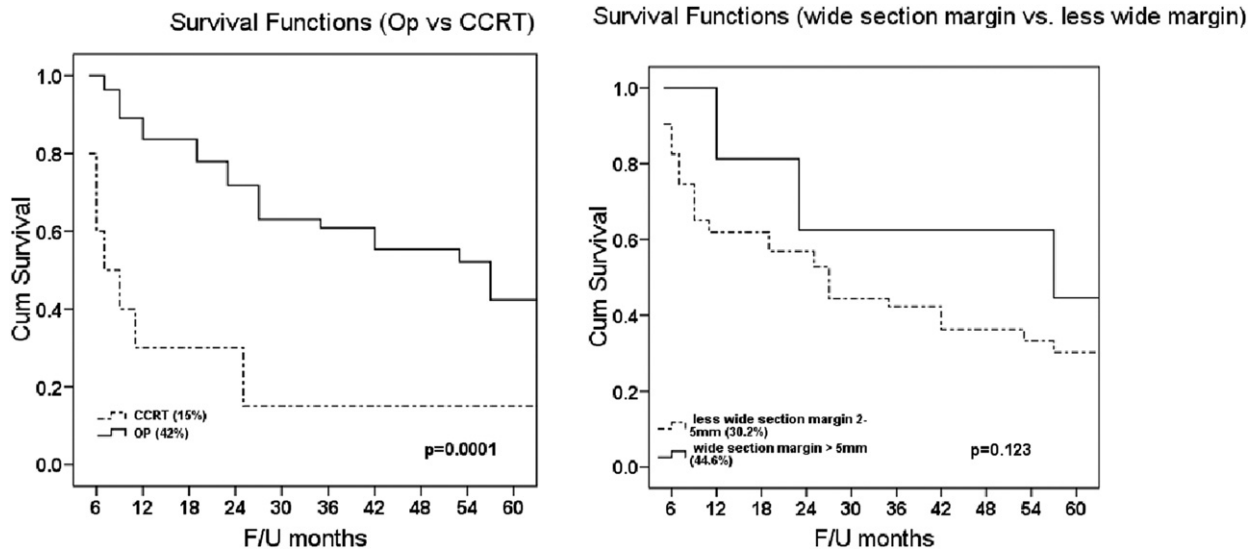 Survival Functions (Op vs CCRT)
Cum Survival
1.0
0.8
0.6
0.4
0.2
0.0
CCRT (15%)
OP (42%)
p=0.0001
6 12 18 24 30 36 42 48 54 60
F/U months
Survival Functions (wide section margin vs. less wide margin)
Cum Survival
1.0
0.8
0.6
0.4
0.2
0.0
less wide section margin 2-
5mm (30.2%)
wide section margin > 5mm
(44.6%)
p=0.123
6 12 18 24 30 36 42 48 54 60
F/U months